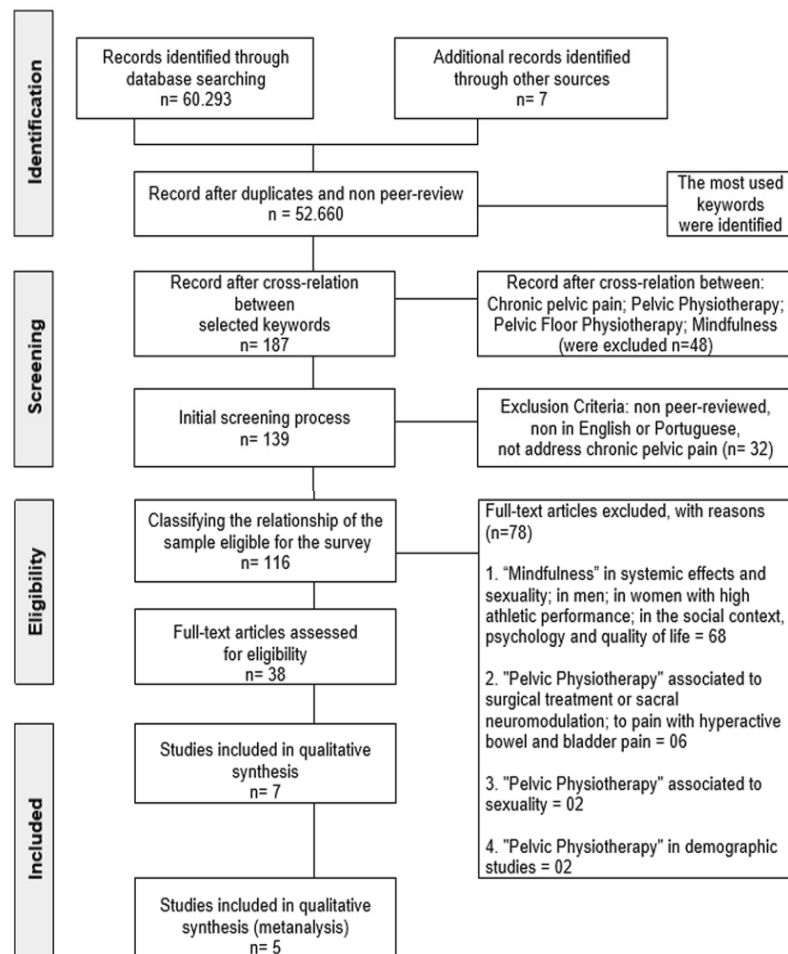 Identification
Records identified through
database searching
n= 60.293
Additional records identified
through other sources
n= 7
Record after duplicates and non peer-review
n = 52.660
The most used
keywords
were identified
Screening
Record after cross-relation
between
selected keywords
n= 187
Record after cross-relation between:
Chronic pelvic pain; Pelvic Physiotherapy;
Pelvic Floor Physiotherapy; Mindfulness
(were excluded n=48)
Initial screening process
n= 139
Exclusion Criteria: non peer-reviewed,
non in English or Portuguese,
not address chronic pelvic pain (n= 32)
Eligibility
Classifying the relationship of the
sample eligible for the survey
n= 116
Full-text articles assessed
for eligibility
n= 38
Full-text articles excluded, with reasons
(n=78)
1. “Mindfulness” in systemic effects and
sexuality; in men; in women with high
athletic performance; in the social context,
psychology and quality of life = 68
2. "Pelvic Physiotherapy" associated to
surgical treatment or sacral
neuromodulation; to pain with hyperactive
bowel and bladder pain = 06
3. "Pelvic Physiotherapy" associated to
sexuality = 02
4. "Pelvic Physiotherapy" in demographic
studies = 02
Included
Studies included in qualitative
synthesis
n= 7
Studies included in qualitative
synthesis (metanalysis)
n= 5